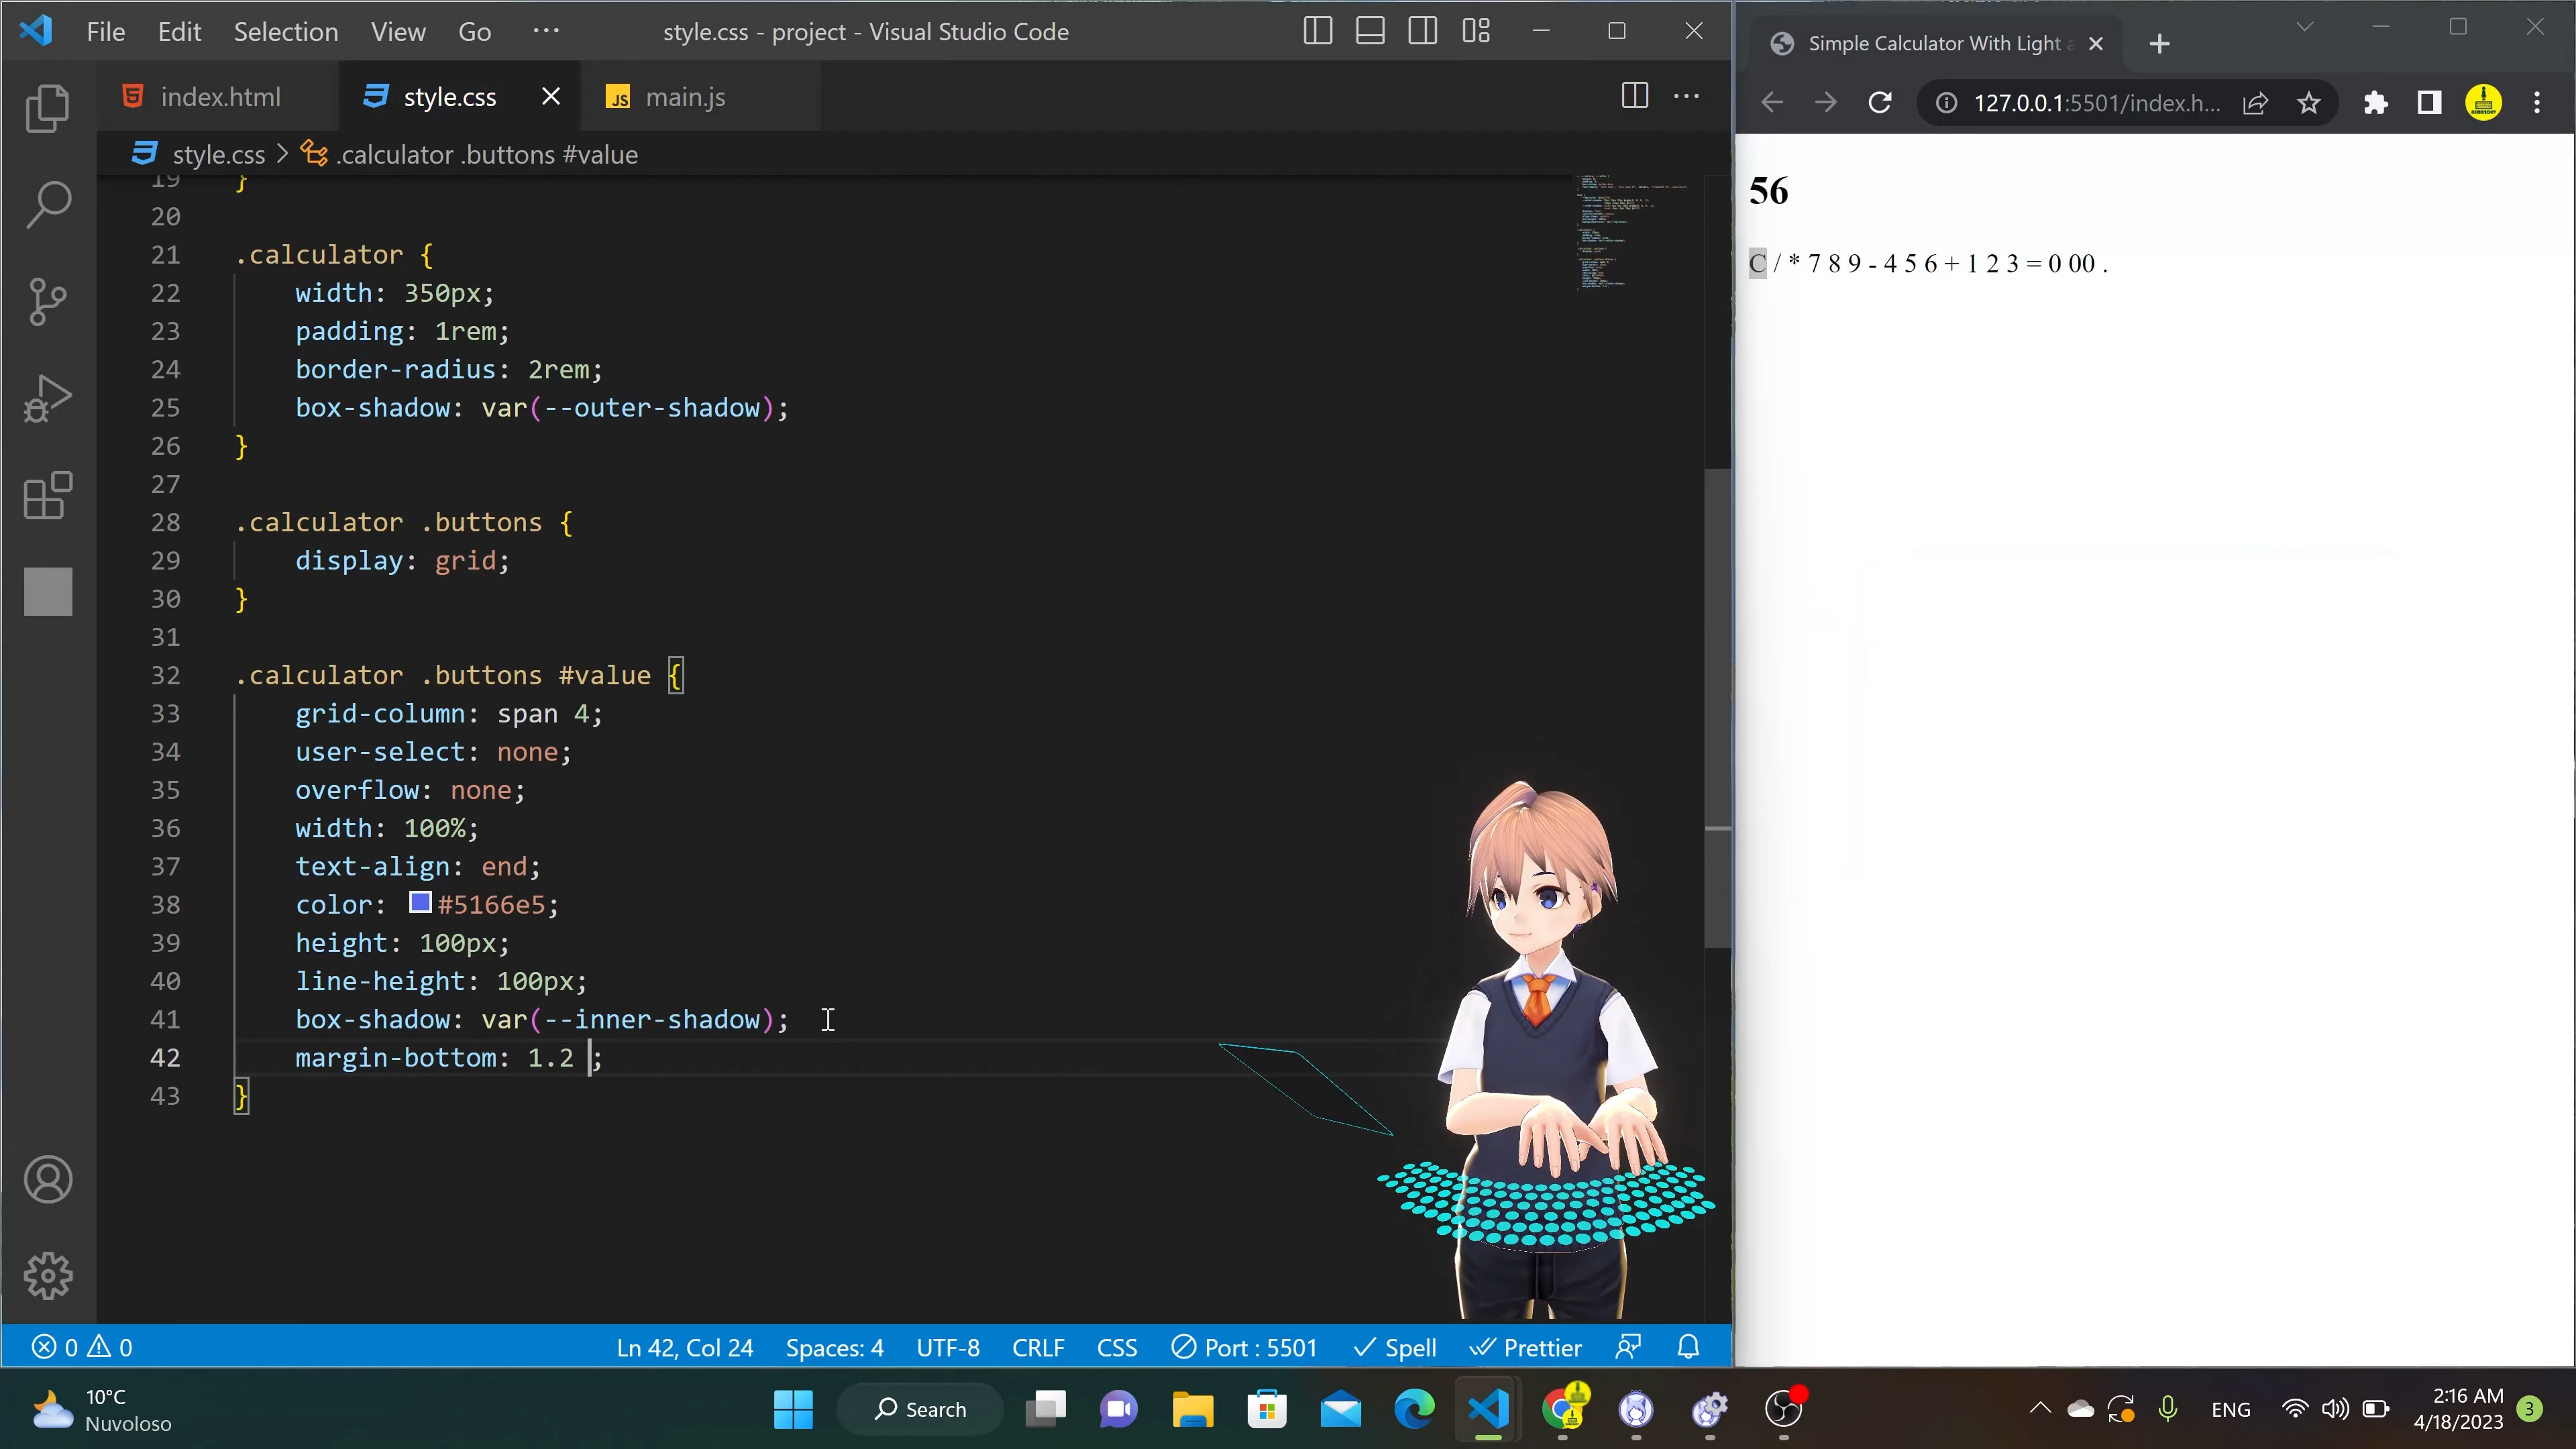 File Edit Selection View Go ··· style.css - project - Visual Studio Code
index.html style.css main.js
style.css > .calculator .buttons #value
19 }
20
21 .calculator {
22 width: 350px;
23 padding: 1rem;
24 border-radius: 2rem;
25 box-shadow: var(--outer-shadow);
26 }
27
28 .calculator .buttons {
29 display: grid;
30 }
31
32 .calculator .buttons #value {
33 grid-column: span 4;
34 user-select: none;
35 overflow: none;
36 width: 100%;
37 text-align: end;
38 color: #5166e5;
39 height: 100px;
40 line-height: 100px;
41 box-shadow: var(--inner-shadow);
42 margin-bottom: 1.2 ;
43 }
0 0 Ln 42, Col 24 Spaces: 4 UTF-8 CRLF CSS Port : 5501 Spell Prettier
Simple Calculator With Light
127.0.0.1:5501/index.h...
56
C / * 7 8 9 - 4 5 6 + 1 2 3 = 0 00 .
10°C
Nuvoloso
Search
ENG
2:16 AM
4/18/2023
3